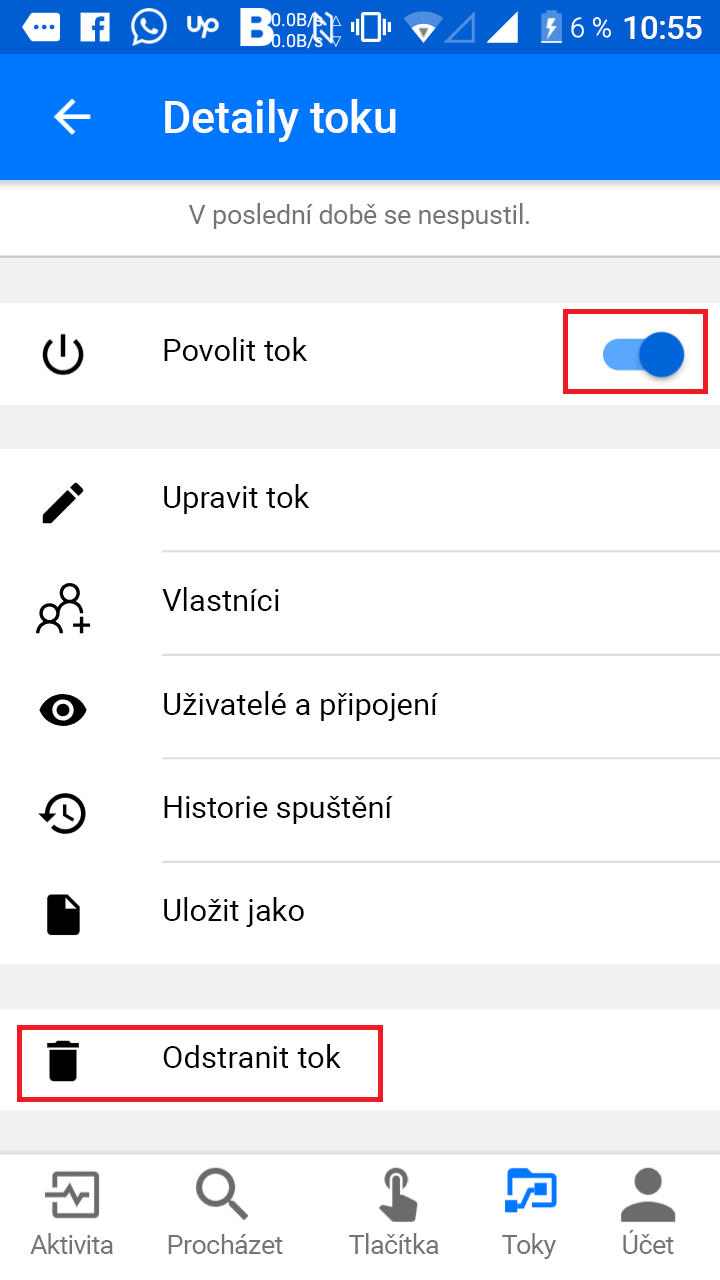 UP B 0.0B/s 6 % 10:55
0.0B/s
Detaily toku
V poslední době se nespustil.
Povolit tok
Upravit tok
Vlastníci
Uživatelé a připojení
Historie spuštění
Uložit jako
Odstranit tok
Aktivita Procházet Tlačítka Toky Účet